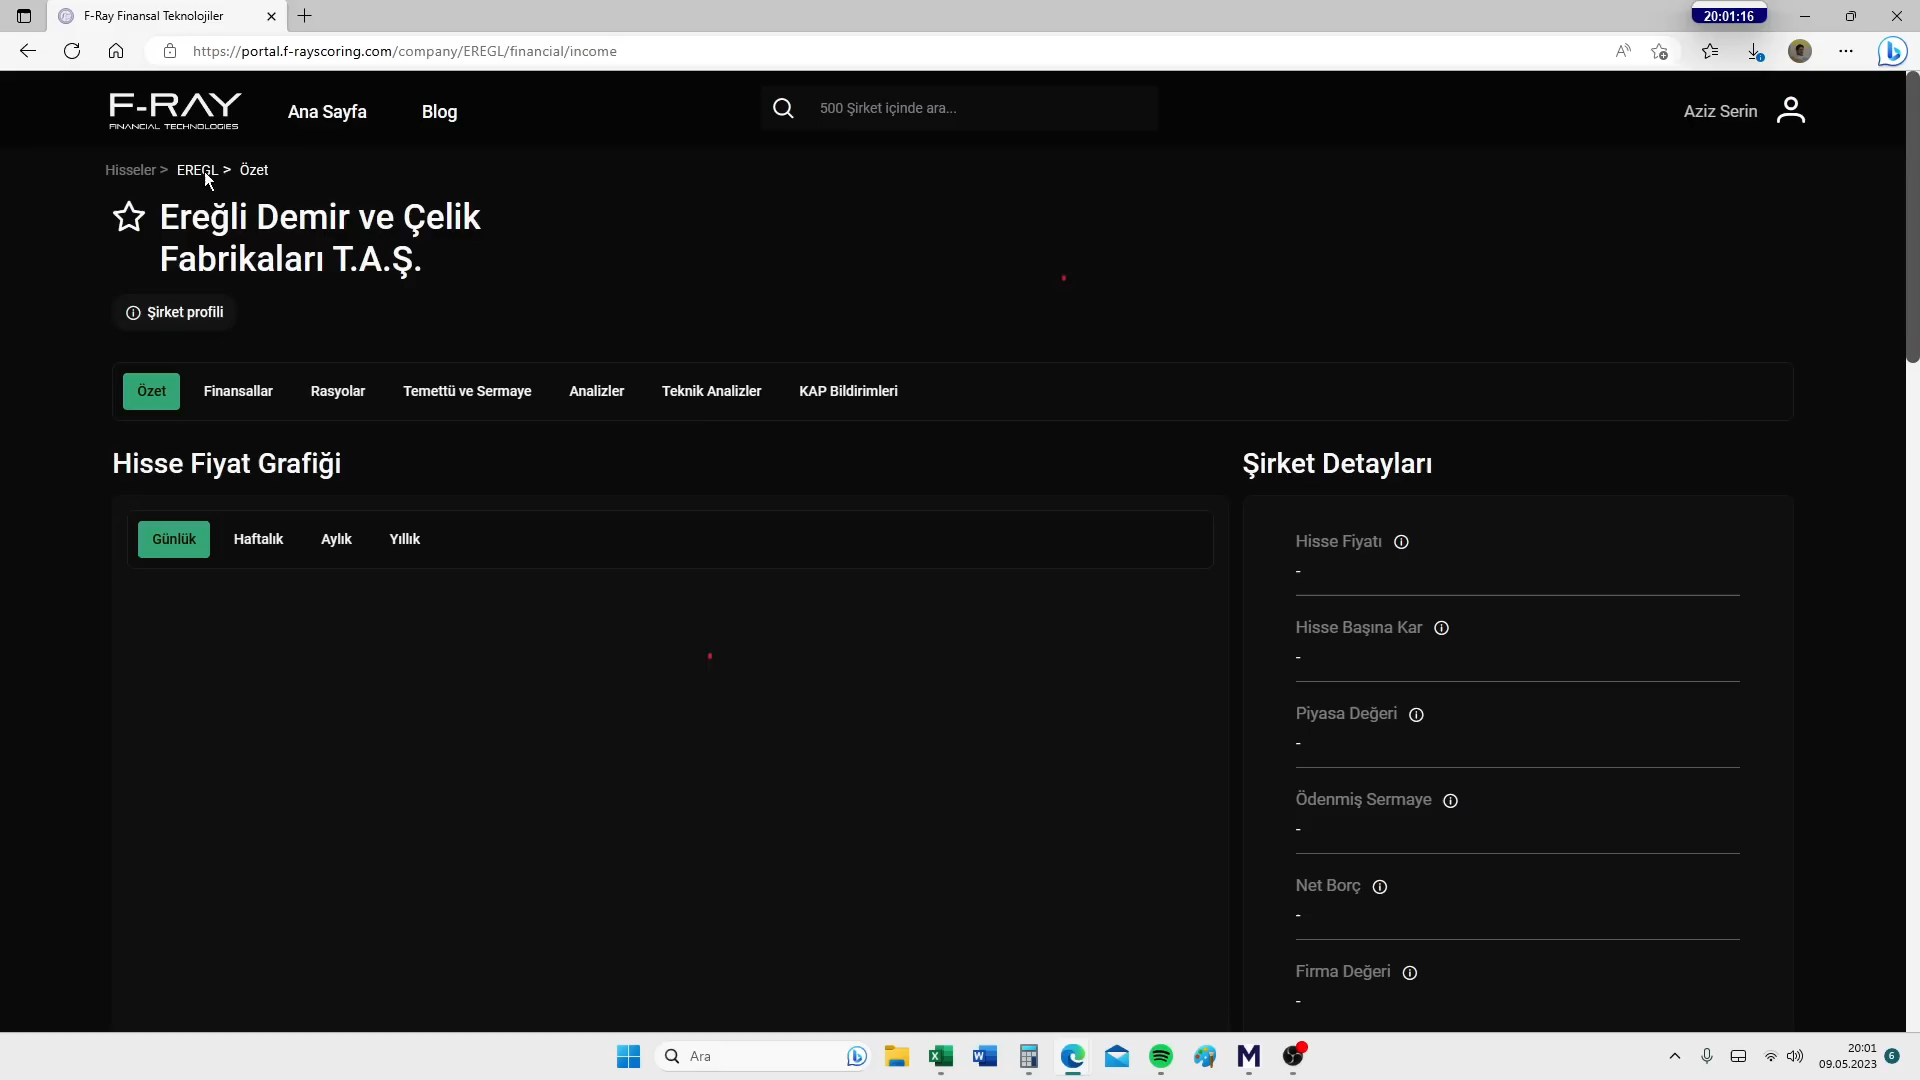 F-Ray Finansal Teknolojiler
20:01:16
https://portal.f-rayscoring.com/company/EREGL/financial/income
F-RAY
FINANCIAL TECHNOLOGIES
Ana Sayfa
Blog
500 Şirket içinde ara...
Aziz Serin
Hisseler > EREGL > Özet
Ereğli Demir ve Çelik
Fabrikaları T.A.Ş.
Şirket profili
Özet
Finansallar
Rasyolar
Temettü ve Sermaye
Analizler
Teknik Analizler
KAP Bildirimleri
Hisse Fiyat Grafiği
Günlük
Haftalık
Aylık
Yıllık
Şirket Detayları
Hisse Fiyatı
-
Hisse Başına Kar
-
Piyasa Değeri
-
Ödenmiş Sermaye
-
Net Borç
-
Firma Değeri
-
Ara
20:01
09.05.2023
6